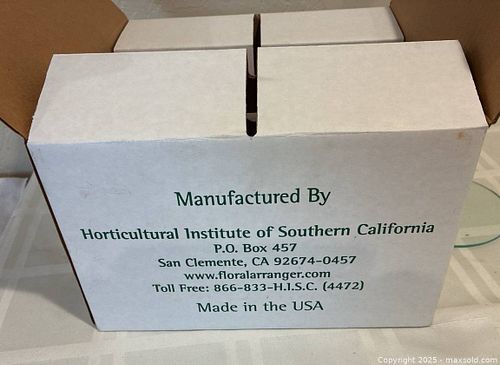 Manufactured By
Horticultural Institute of Southern California
P.O. Box 457
San Clemente, CA 92674-0457
www.floralarranger.com
Toll Free: 866-833-H.I.S.C. (4472)
Made in the USA
Copyright 2025 - maxsold.com